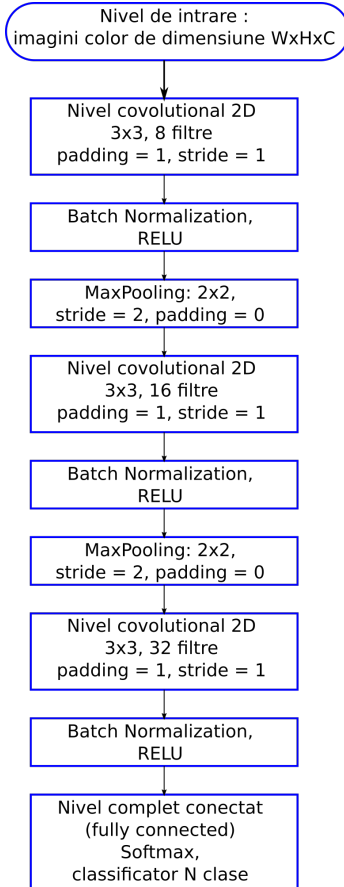 Nivel de intrare :
imagini color de dimensiune WxHxC
Nivel covolutional 2D
3x3, 8 filtre
padding = 1, stride = 1
Batch Normalization,
RELU
MaxPooling: 2x2,
stride = 2, padding = 0
Nivel covolutional 2D
3x3, 16 filtre
padding = 1, stride = 1
Batch Normalization,
RELU
MaxPooling: 2x2,
stride = 2, padding = 0
Nivel covolutional 2D
3x3, 32 filtre
padding = 1, stride = 1
Batch Normalization,
RELU
Nivel complet conectat
(fully connected)
Softmax,
classificator N clase